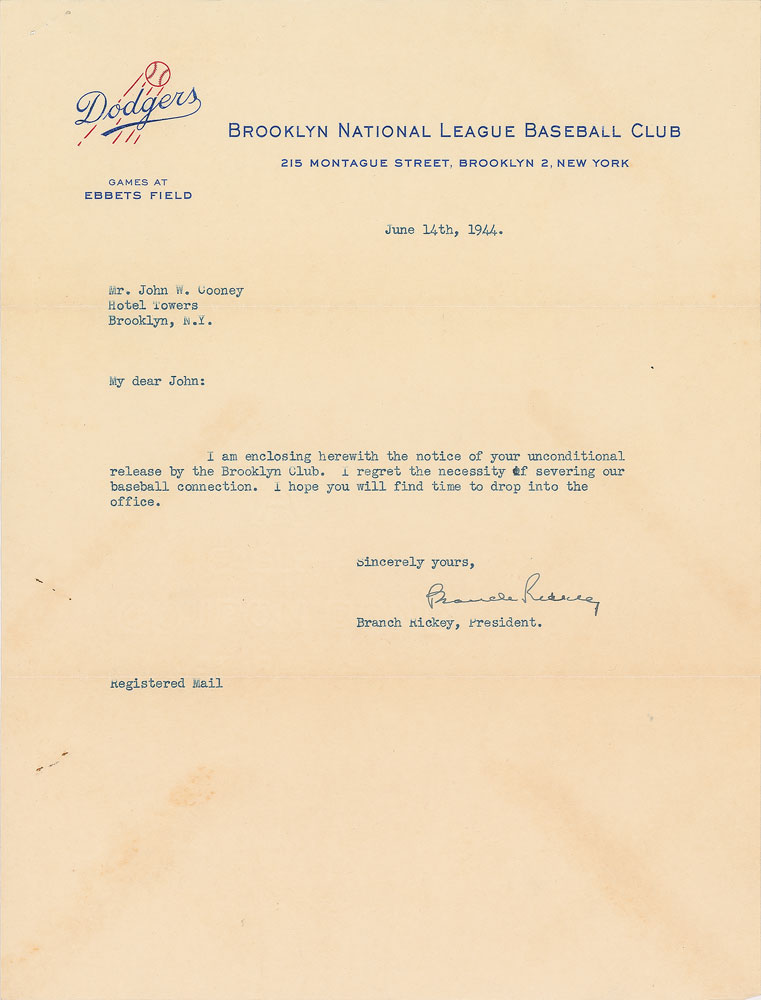 Dodgers
BROOKLYN NATIONAL LEAGUE BASEBALL CLUB
215 MONTAGUE STREET, BROOKLYN 2, NEW YORK
GAMES AT
EBBETS FIELD
June 14th, 1944.
Mr. John W. Cooney
Hotel Towers
Brooklyn, N.Y.
My dear John:
I am enclosing herewith the notice of your unconditional
release by the Brooklyn Club. I regret the necessity of severing our
baseball connection. I hope you will find time to drop into the
office.
Sincerely yours,
Branch Rickey
Branch Rickey, President.
Registered Mail